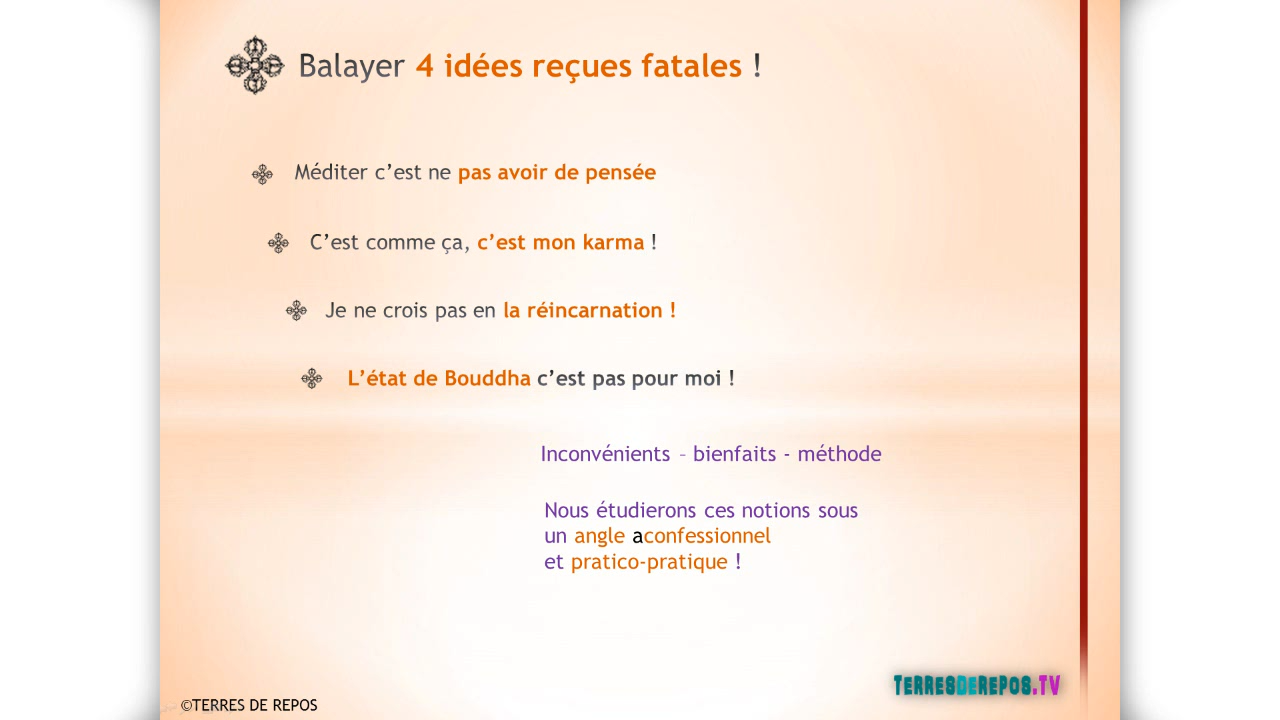 Balayer 4 idées reçues fatales !
Méditer c’est ne pas avoir de pensée
C’est comme ça, c’est mon karma !
Je ne crois pas en la réincarnation !
L’état de Bouddha c’est pas pour moi !
Inconvénients – bienfaits - méthode
Nous étudierons ces notions sous
un angle aconfessionnel
et pratico-pratique !
TERRESDEREPOS.TV
©TERRES DE REPOS